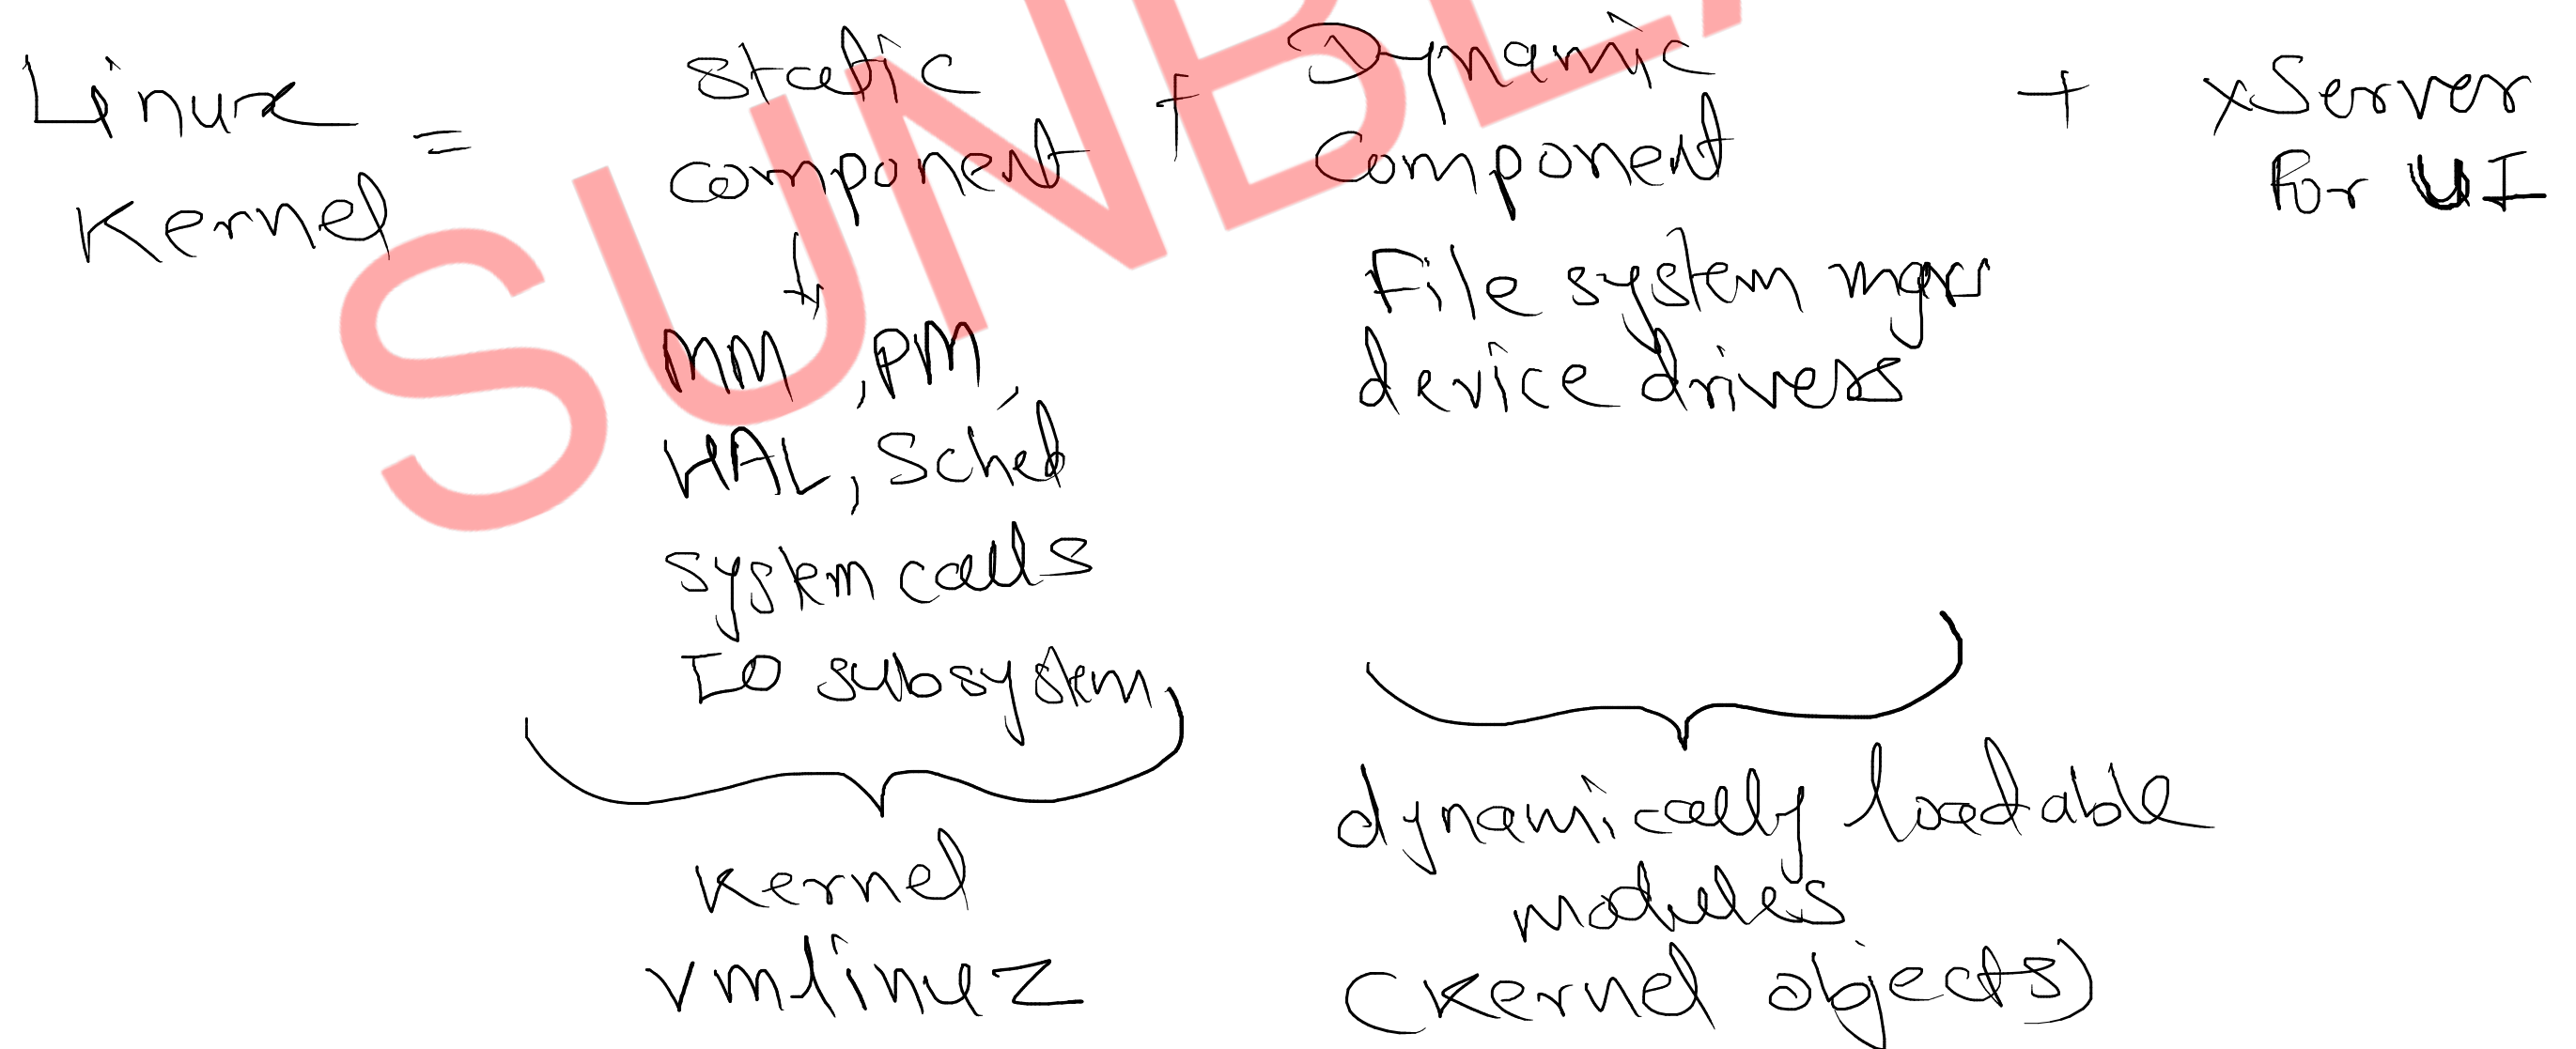 Linux
Kernel
=
static
component
+
Dynamic
component
+
xServer
for UI
MM, PM,
HAL, Sched
system calls
IO subsystem,
File system mgrs
device drivers
kernel
vmlinuz
dynamically loadable
modules
(kernel objects)